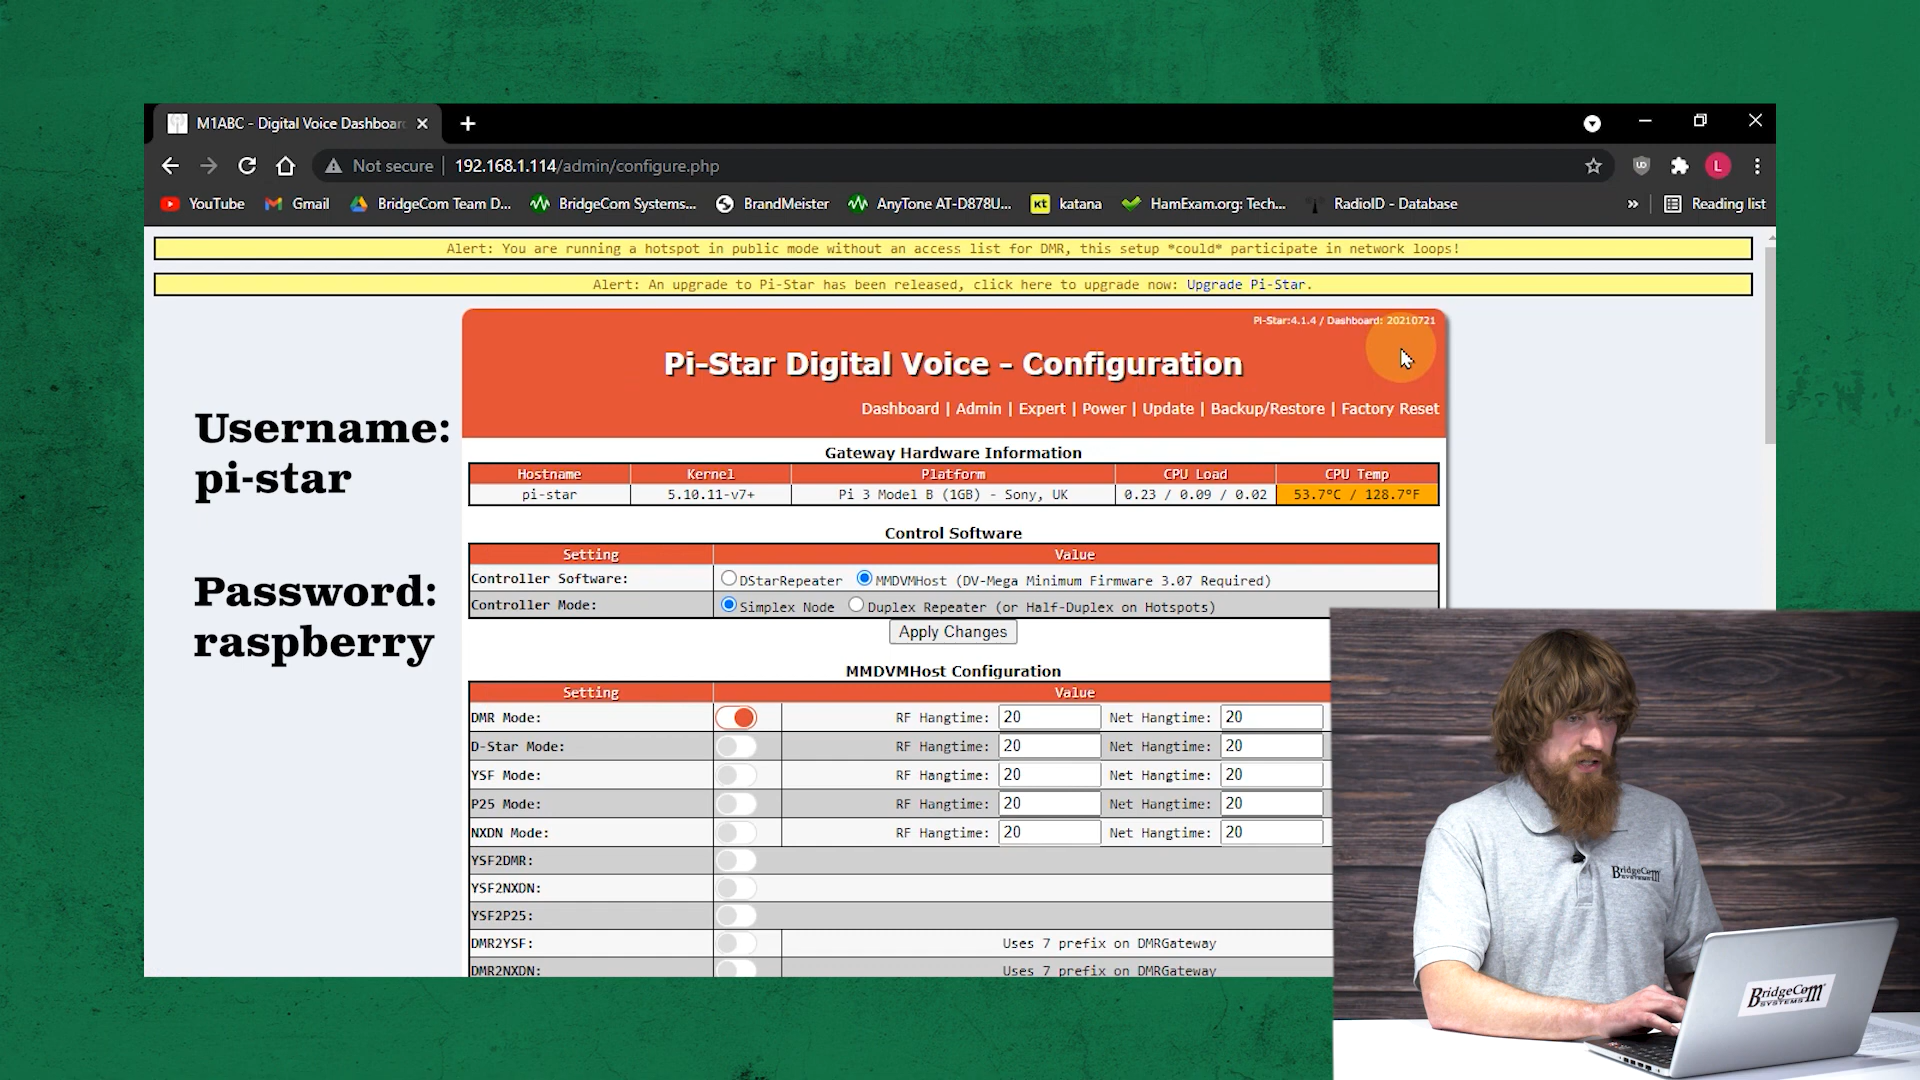 M1ABC - Digital Voice Dashboar
Not secure | 192.168.1.114/admin/configure.php
L
YouTube Gmail BridgeCom Team D... BridgeCom Systems... BrandMeister AnyTone AT-D878U... kt katana HamExam.org: Tech... RadioID - Database » Reading list
Alert: You are running a hotspot in public mode without an access list for DMR, this setup *could* participate in network loops!
Alert: An upgrade to Pi-Star has been released, click here to upgrade now: Upgrade Pi-Star.
Pi-Star:4.1.4 / Dashboard: 20210721
Pi-Star Digital Voice - Configuration
Dashboard | Admin | Expert | Power | Update | Backup/Restore | Factory Reset
Username:
pi-star
Password:
raspberry
Gateway Hardware Information
Hostname Kernel Platform CPU Load CPU Temp
pi-star 5.10.11-v7+ Pi 3 Model B (1GB) - Sony, UK 0.23 / 0.09 / 0.02 53.7°C / 128.7°F
Control Software
Setting Value
Controller Software: DStarRepeater MMDVMHost (DV-Mega Minimum Firmware 3.07 Required)
Controller Mode: Simplex Node Duplex Repeater (or Half-Duplex on Hotspots)
Apply Changes
MMDVMHost Configuration
Setting Value
DMR Mode: RF Hangtime: 20 Net Hangtime: 20
D-Star Mode: RF Hangtime: 20 Net Hangtime: 20
YSF Mode: RF Hangtime: 20 Net Hangtime: 20
P25 Mode: RF Hangtime: 20 Net Hangtime: 20
NXDN Mode: RF Hangtime: 20 Net Hangtime: 20
YSF2DMR:
YSF2NXDN:
YSF2P25:
DMR2YSF: Uses 7 prefix on DMRGateway
DMR2NXDN: Uses 7 prefix on DMRGateway
BridgeCom
SYSTEMS
BridgeCom
SYSTEMS